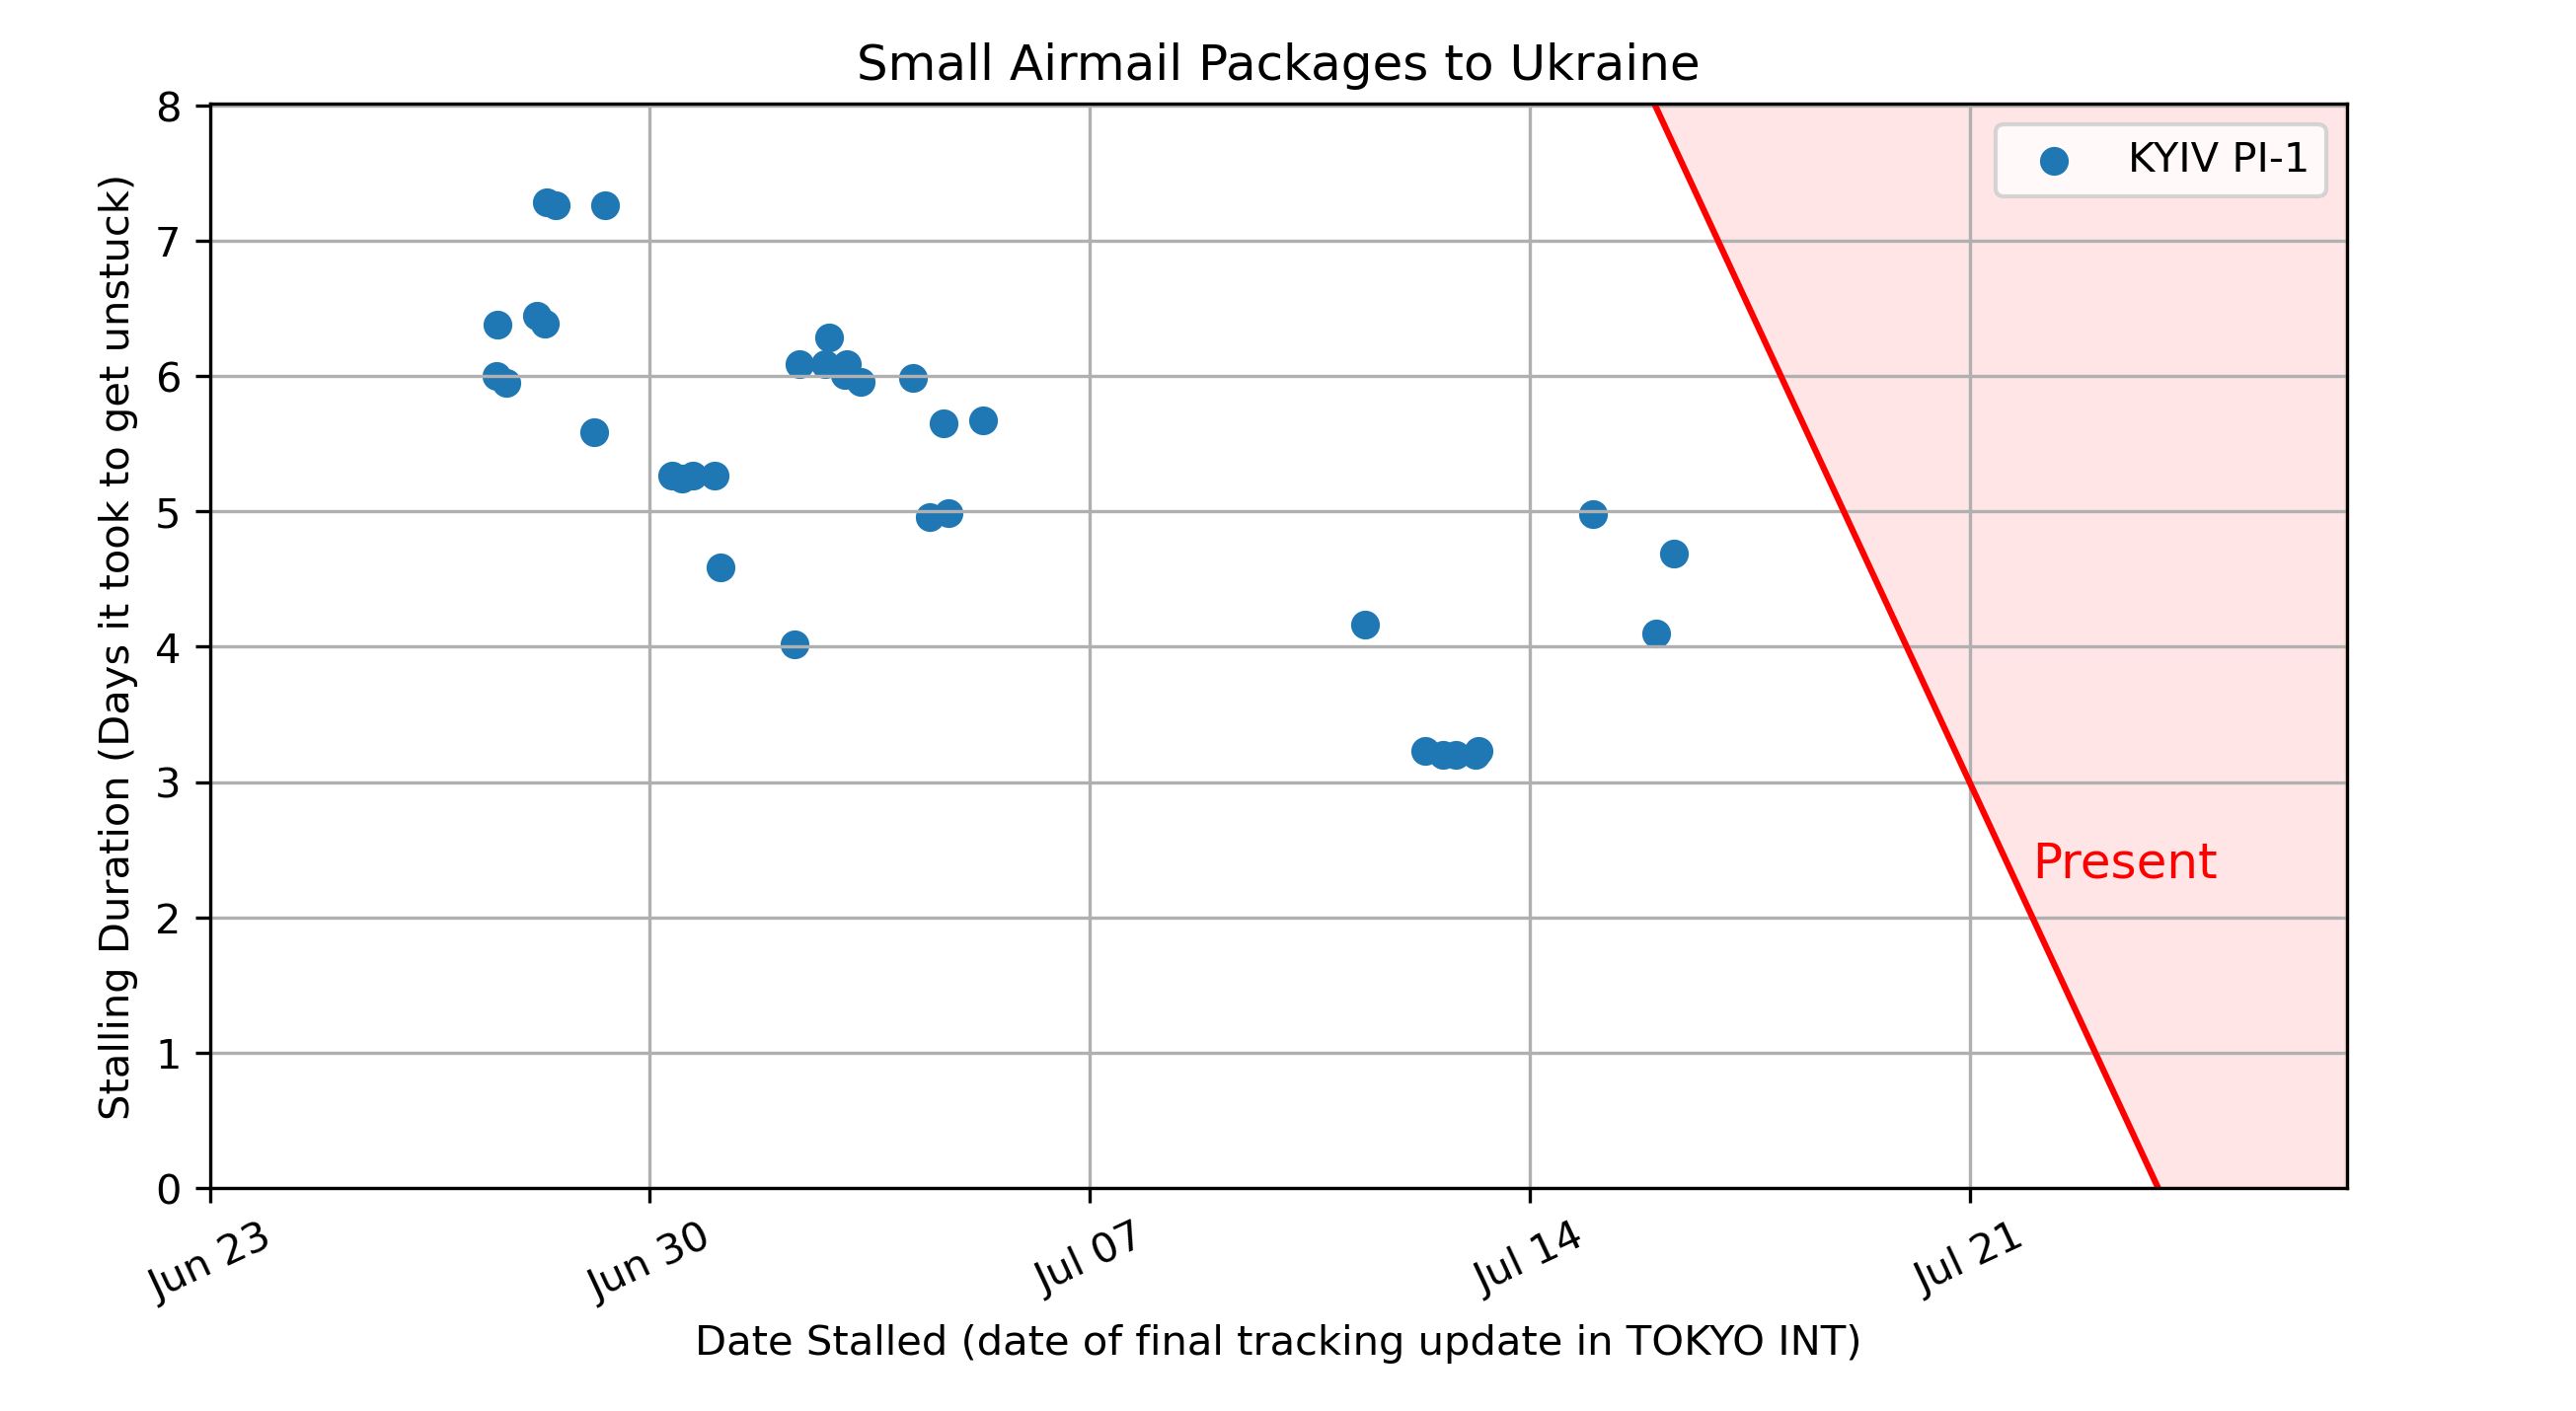 Small Airmail Packages to Ukraine
8
7
6
5
4
3
2
1
0
Stalling Duration (Days it took to get unstuck)
KYIV PI-1
Present
Jun 23
Jun 30
Jul 07
Jul 14
Jul 21
Date Stalled (date of final tracking update in TOKYO INT)